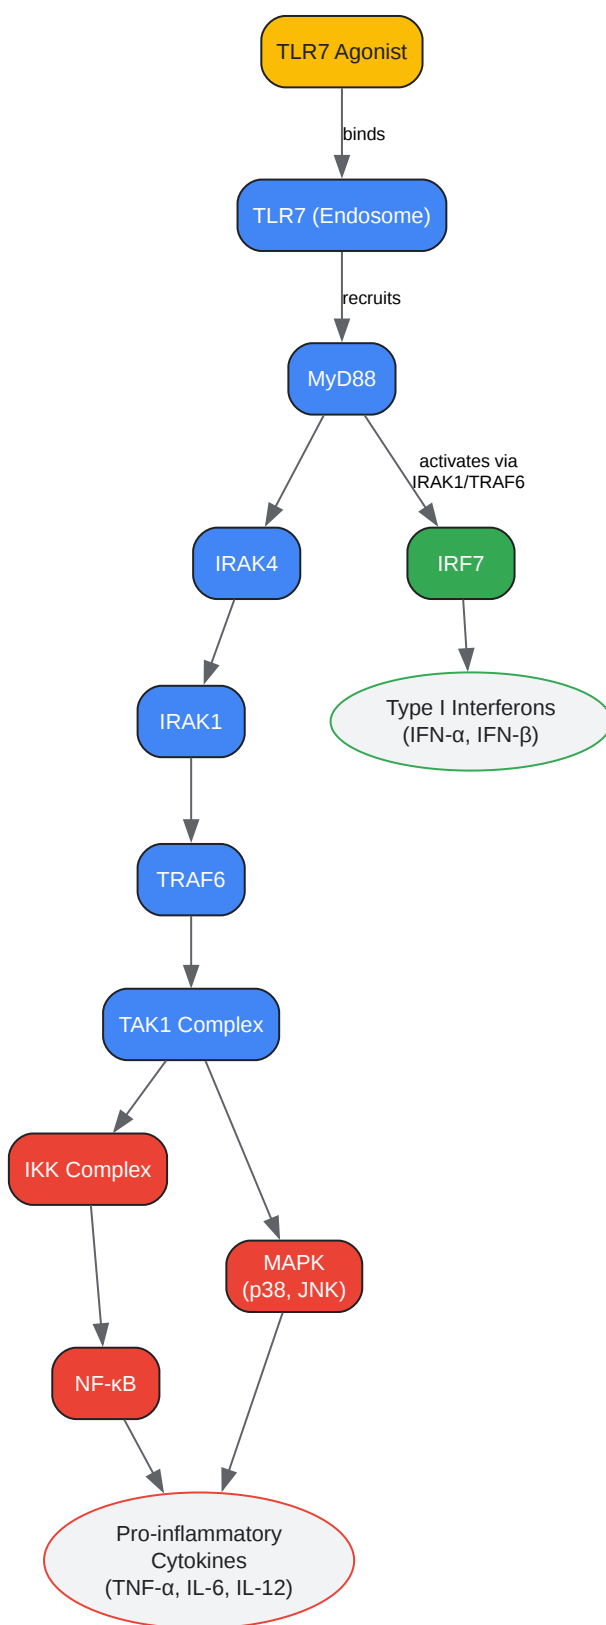 TLR7 Agonist
binds
TLR7 (Endosome)
recruits
MyD88
activates via
IRAK1/TRAF6
IRAK4
IRF7
IRAK1
Type I Interferons
(IFN-α, IFN-β)
TRAF6
TAK1 Complex
IKK Complex
MAPK
(p38, JNK)
NF-κB
Pro-inflammatory
Cytokines
(TNF-α, IL-6, IL-12)